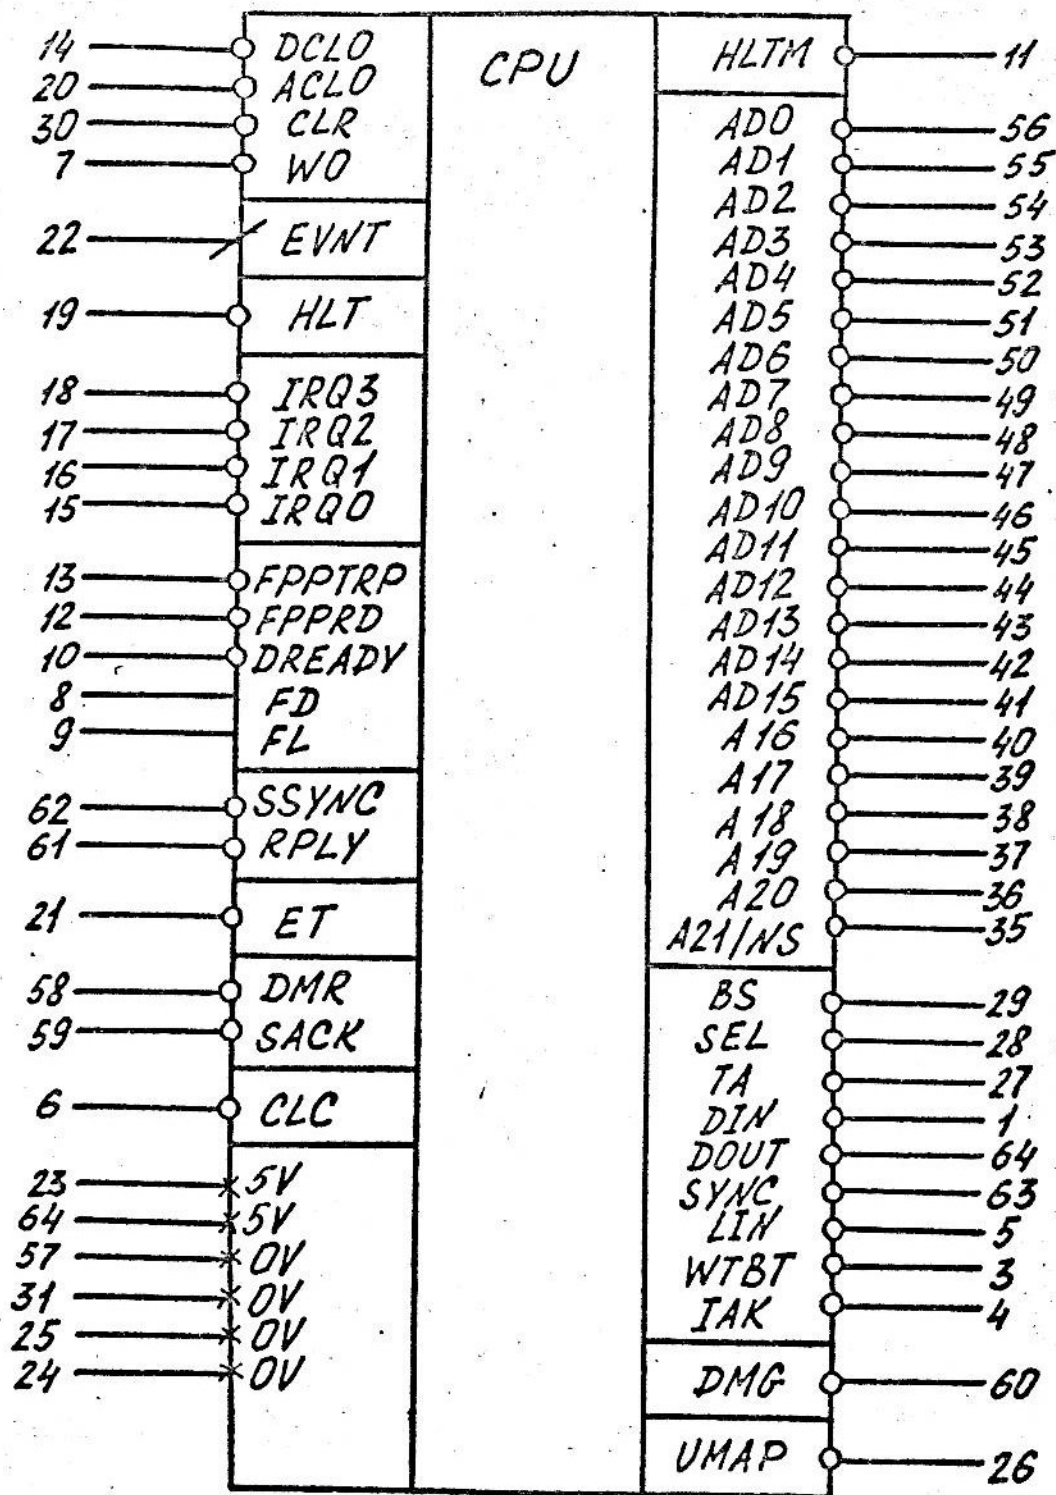 CPU
14 DCLO
20 ACLO
30 CLR
7 WO
22 EVNT
19 HLT
18 IRQ3
17 IRQ2
16 IRQ1
15 IRQ0
13 FPPTRP
12 FPPRD
10 DREADY
8 FD
9 FL
62 SSYNC
61 RPLY
21 ET
58 DMR
59 SACK
6 CLC
23 5V
64 5V
57 0V
31 0V
25 0V
24 0V
HLTM 11
AD0 56
AD1 55
AD2 54
AD3 53
AD4 52
AD5 51
AD6 50
AD7 49
AD8 48
AD9 47
AD10 46
AD11 45
AD12 44
AD13 43
AD14 42
AD15 41
A16 40
A17 39
A18 38
A19 37
A20 36
A21/NS 35
BS 29
SEL 28
TA 27
DIN 1
DOUT 64
SYNC 63
LIN 5
WTBT 3
IAK 4
DMG 60
UMAP 26